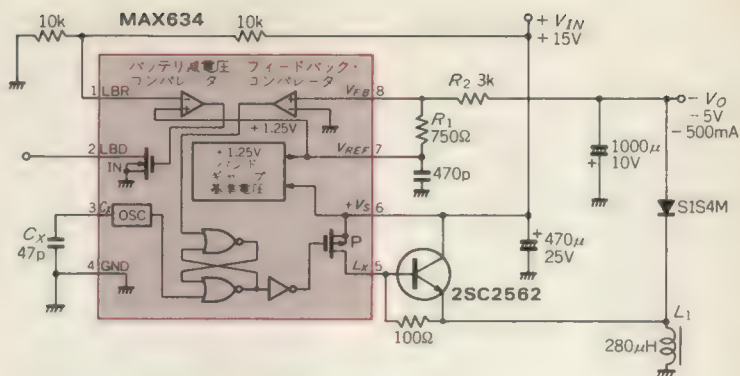 10k
MAX634
10k
+ VIN
+ 15V
バッテリ減電圧
コンパレータ
フィードバック・
コンパレータ
1 LBR
VFB 8
R2 3k
- VO
- 5V
- 500mA
+ 1.25V
R1
750Ω
2 LBD
IN
+ 1.25V
バンド
ギャップ
基準電圧
VREF 7
470p
1000μ
10V
+VS 6
3 CX
OSC
CX
47p
P
470μ
25V
S1S4M
4 GND
LX 5
2SC2562
100Ω
L1
280μH